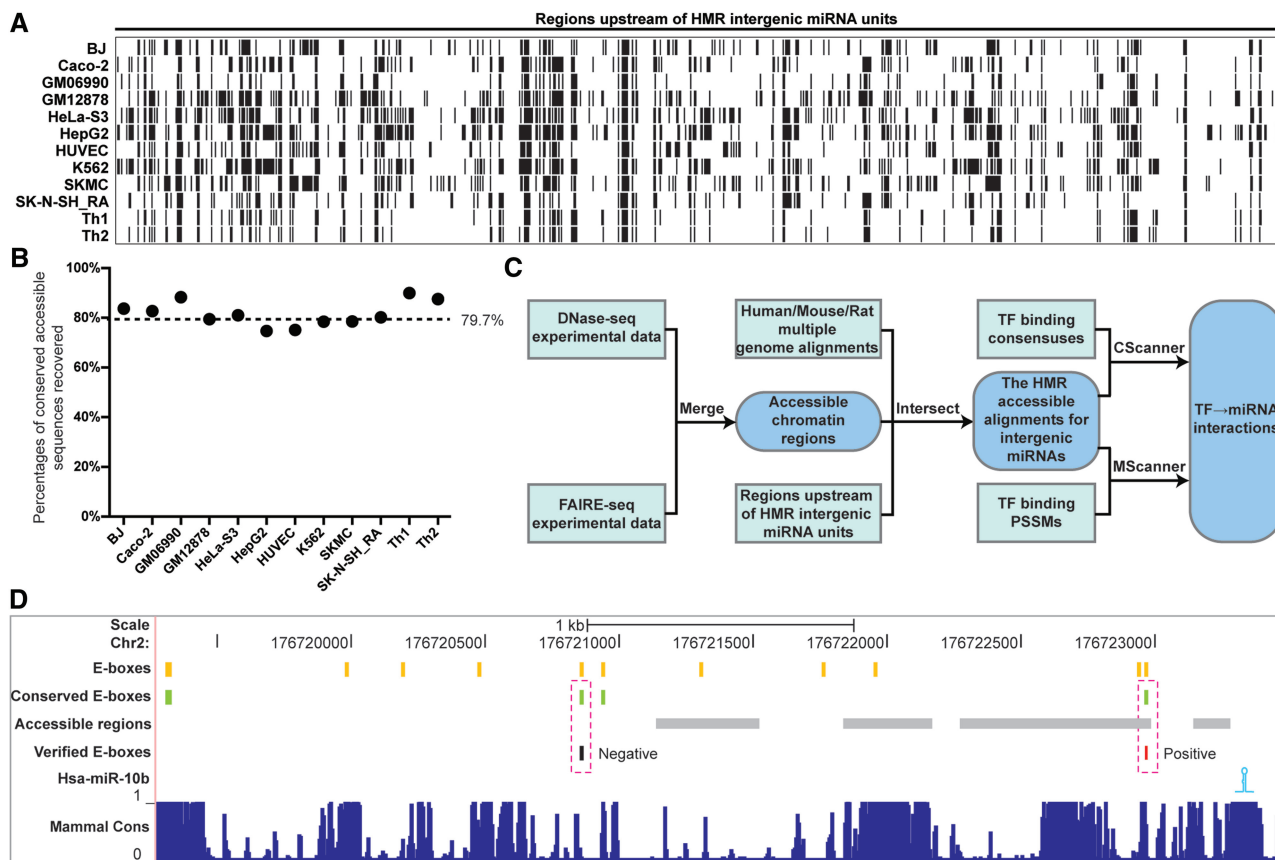 A
Regions upstream of HMR intergenic miRNA units
BJ
Caco-2
GM06990
GM12878
HeLa-S3
HepG2
HUVEC
K562
SKMC
SK-N-SH_RA
Th1
Th2
B
Percentages of conserved accessible
sequences recovered
100%
80%
60%
40%
20%
0%
79.7%
BJ
Caco-2
GM06990
GM12878
HeLa-S3
HepG2
HUVEC
K562
SKMC
SK-N-SH_RA
Th1
Th2
C
DNase-seq
experimental data
FAIRE-seq
experimental data
Merge
Human/Mouse/Rat
multiple
genome alignments
Accessible
chromatin
regions
Regions upstream
of HMR intergenic
miRNA units
Intersect
TF binding
consensuses
The HMR
accessible
alignments for
intergenic
miRNAs
TF binding
PSSMs
CScanner
MScanner
TF→miRNA
interactions
D
Scale
1 kb
Chr2:
176720000
176720500
176721000
176721500
176722000
176722500
176723000
E-boxes
Conserved E-boxes
Accessible regions
Verified E-boxes
Negative
Positive
Hsa-miR-10b
1
Mammal Cons
0